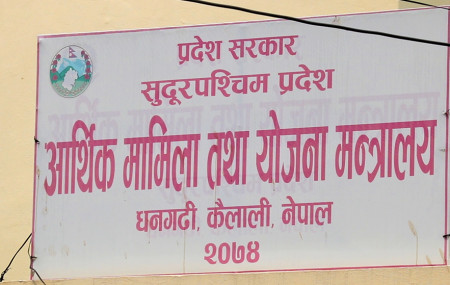 प्रदेश सरकार
सुदूरपश्चिम प्रदेश
आर्थिक मामिला तथा योजना मन्त्रालय
धनगढी, कैलाली, नेपाल
२०७४